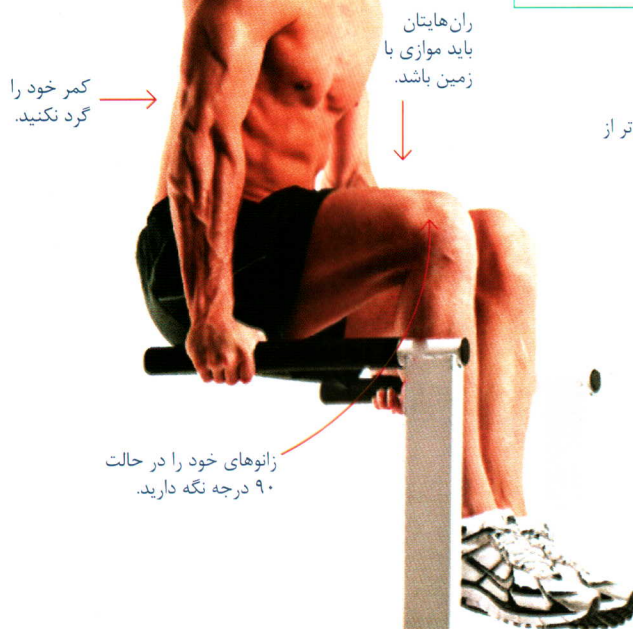 ران‌هایتان
باید موازی با
زمین باشد.
کمر خود را
گرد نکنید.
تر از
زانوهای خود را در حالت
۹۰ درجه نگه دارید.